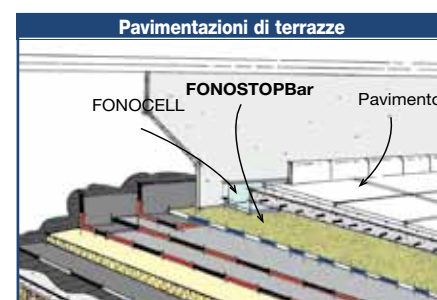 Pavimentazioni di terrazze
FONOSTOPBar
FONOCELL
Pavimento